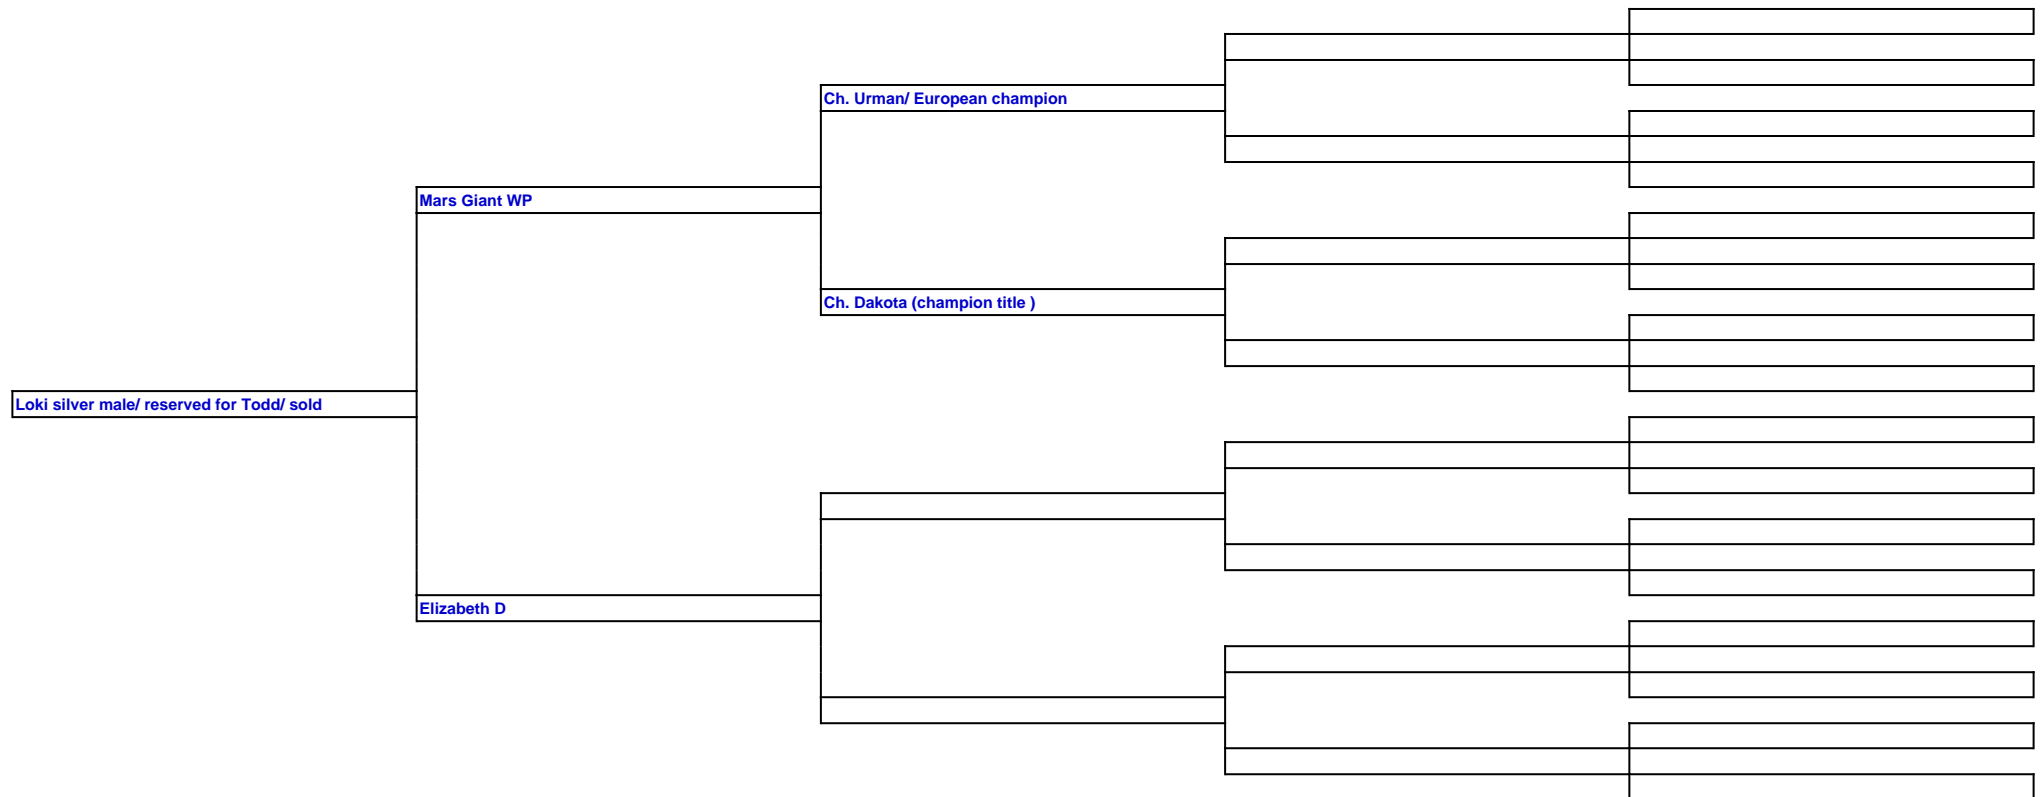 Ch. Urman/ European champion
Mars Giant WP
Ch. Dakota (champion title )
Loki silver male/ reserved for Todd/ sold
Elizabeth D